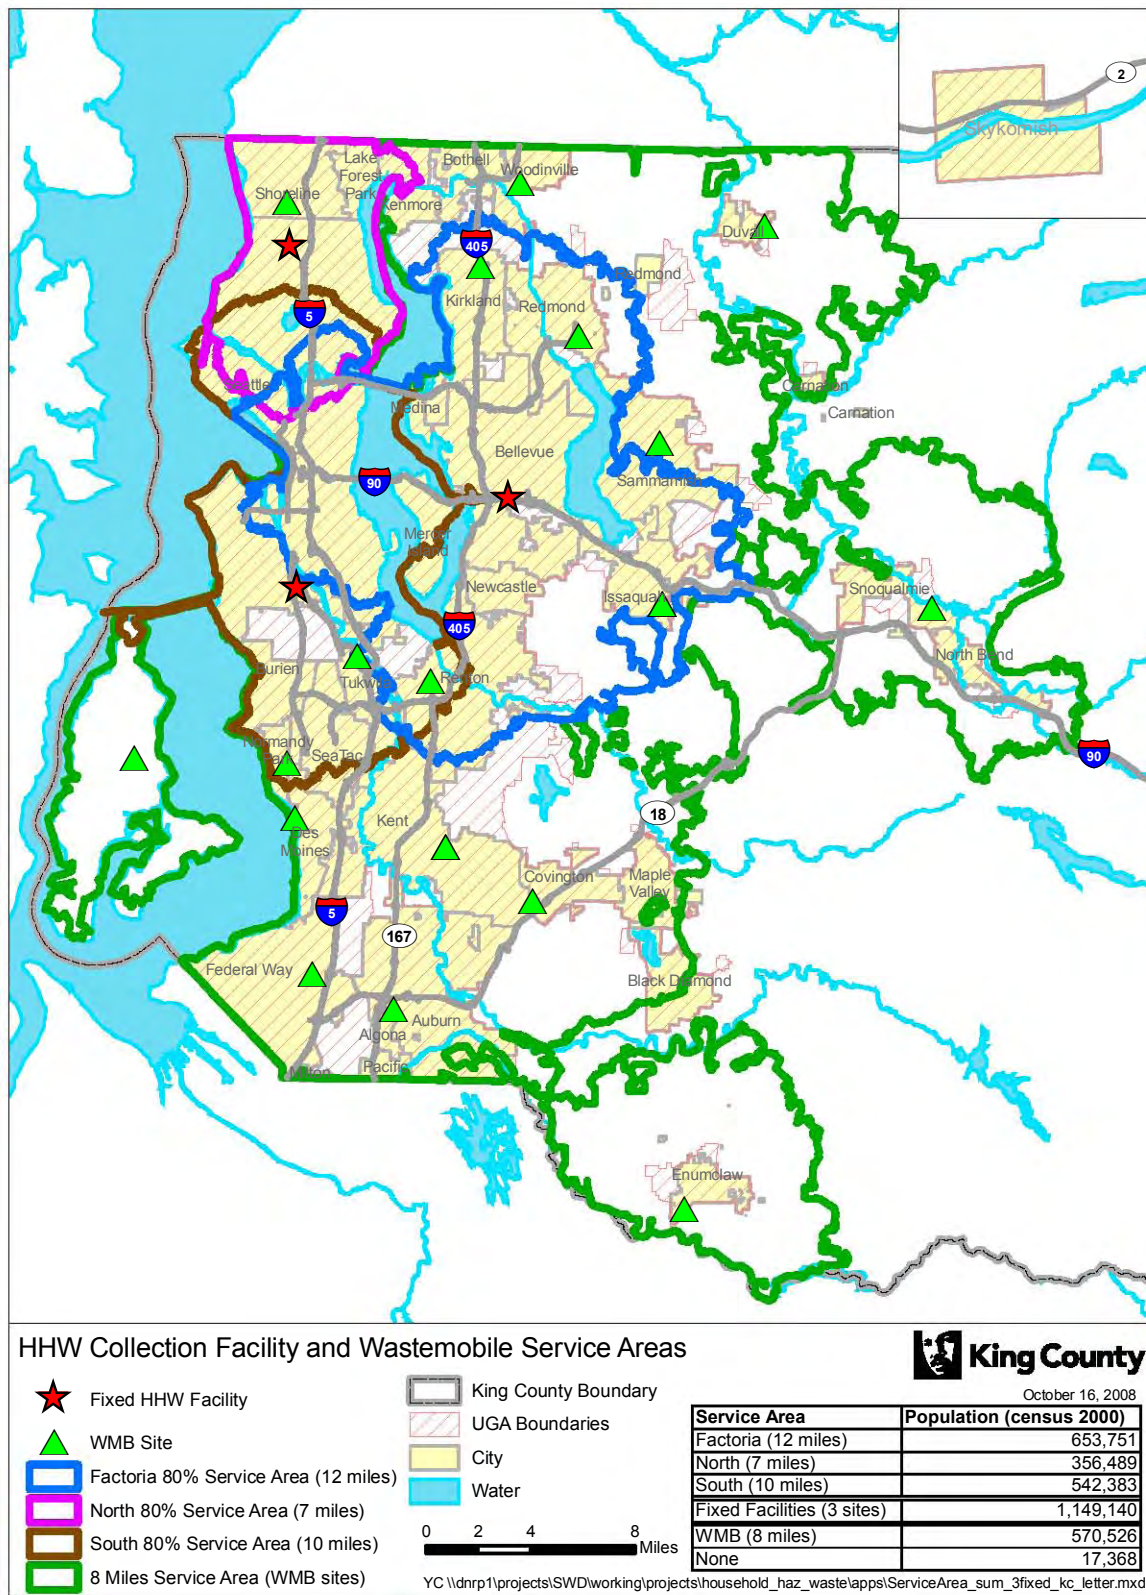 2
Skykomish
Lake
Forest
Park
Bothell
Woodinville
Shoreline
Kenmore
Duvall
405
Redmond
Kirkland
Redmond
5
Seattle
Carnation
Carnation
Medina
Bellevue
Sammamish
90
Mercer
Island
Newcastle
Snoqualmie
Issaquah
405
North Bend
Burien
Tukwila
Renton
Normandy
Park
SeaTac
90
18
Kent
Des
Moines
Covington
Maple
Valley
5
167
Federal Way
Black Diamond
Auburn
Algona
Pacific
Milton
Enumclaw
HHW Collection Facility and Wastemobile Service Areas
King County
October 16, 2008
Fixed HHW Facility
WMB Site
Factoria 80% Service Area (12 miles)
North 80% Service Area (7 miles)
South 80% Service Area (10 miles)
8 Miles Service Area (WMB sites)
King County Boundary
UGA Boundaries
City
Water
0 2 4 8
Miles
Service Area Population (census 2000)
Factoria (12 miles) 653,751
North (7 miles) 356,489
South (10 miles) 542,383
Fixed Facilities (3 sites) 1,149,140
WMB (8 miles) 570,526
None 17,368
YC \\dnrp1\projects\SWD\working\projects\household_haz_waste\apps\ServiceArea_sum_3fixed_kc_letter.mxd